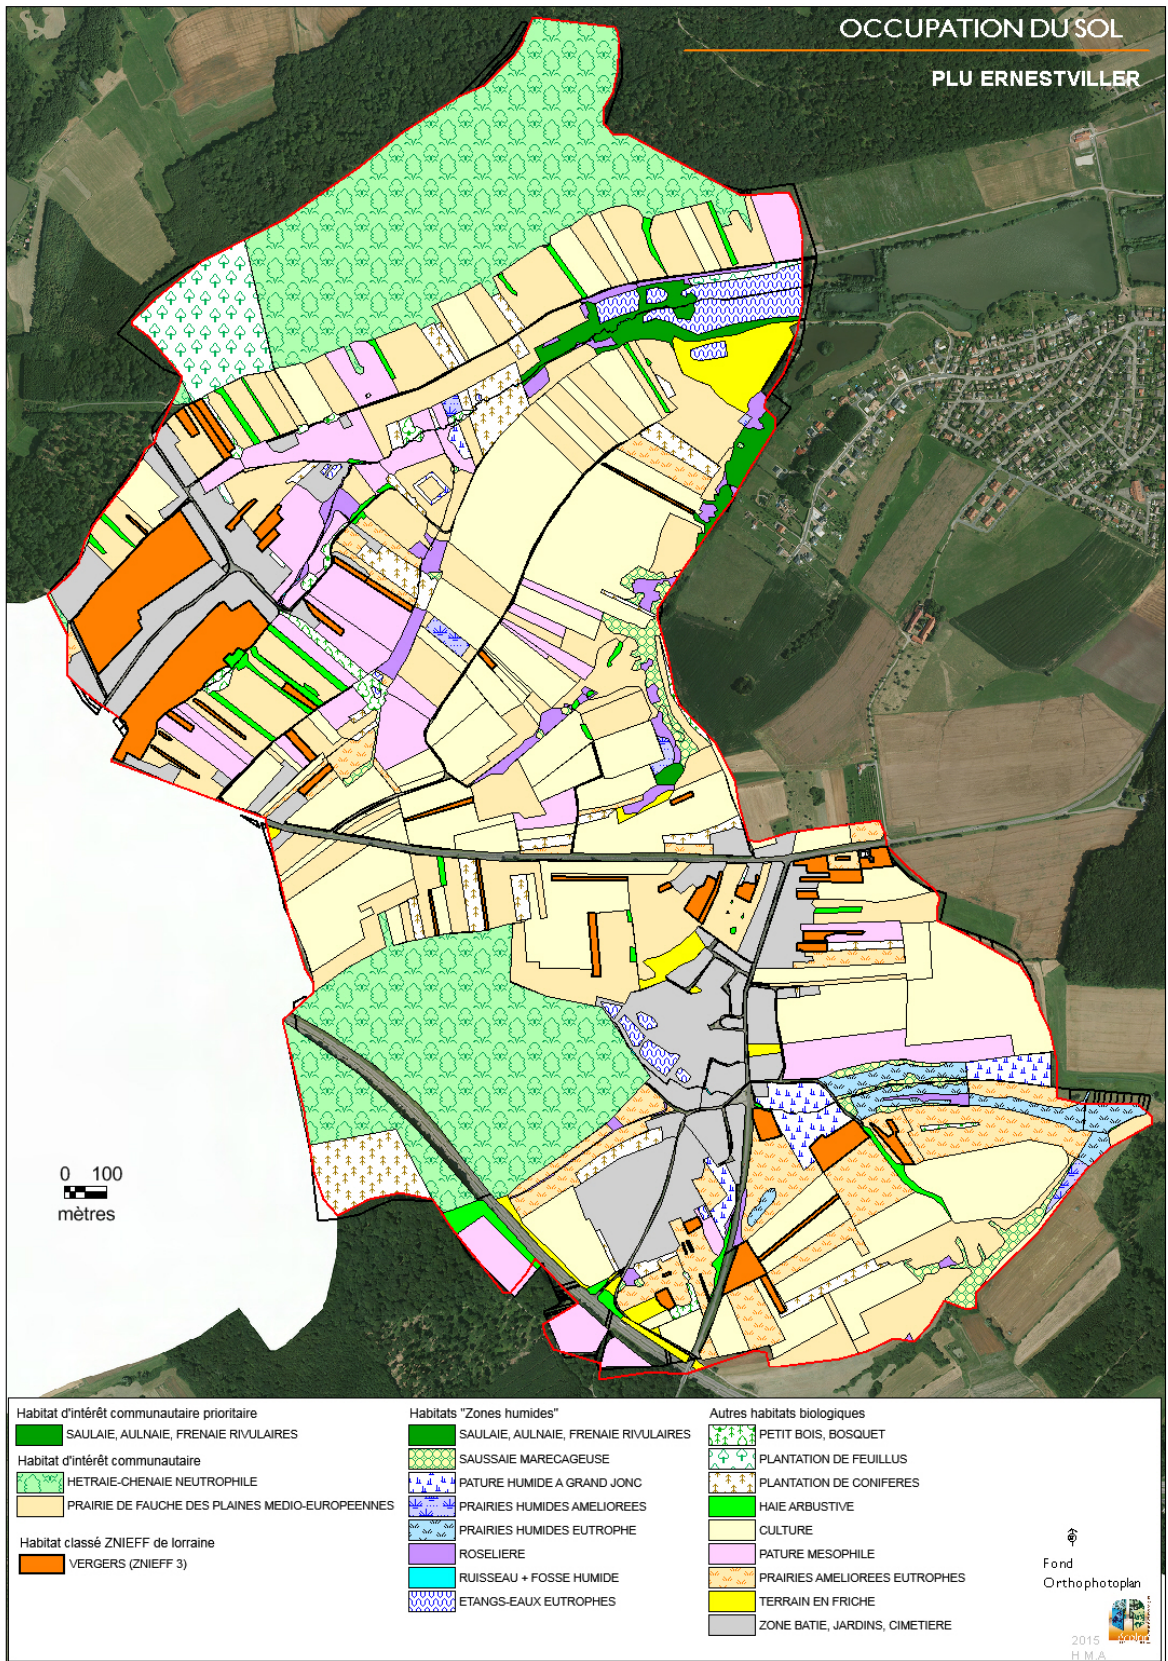 OCCUPATION DU SOL
PLU ERNESTVILLER
0 100
mètres
Habitat d'intérêt communautaire prioritaire
SAULAIE, AULNAIE, FRENAIE RIVULAIRES
Habitat d'intérêt communautaire
HETRAIE-CHENAIE NEUTROPHILE
PRAIRIE DE FAUCHE DES PLAINES MEDIO-EUROPEENNES
Habitat classé ZNIEFF de lorraine
VERGERS (ZNIEFF 3)
Habitats "Zones humides"
SAULAIE, AULNAIE, FRENAIE RIVULAIRES
SAUSSAIE MARECAGEUSE
PATURE HUMIDE A GRAND JONC
PRAIRIES HUMIDES AMELIOREES
PRAIRIES HUMIDES EUTROPHE
ROSELIERE
RUISSEAU + FOSSE HUMIDE
ETANGS-EAUX EUTROPHES
Autres habitats biologiques
PETIT BOIS, BOSQUET
PLANTATION DE FEUILLUS
PLANTATION DE CONIFERES
HAIE ARBUSTIVE
CULTURE
PATURE MESOPHILE
PRAIRIES AMELIOREES EUTROPHES
TERRAIN EN FRICHE
ZONE BATIE, JARDINS, CIMETIERE
Fond
Orthophotoplan
2015
H.M.A